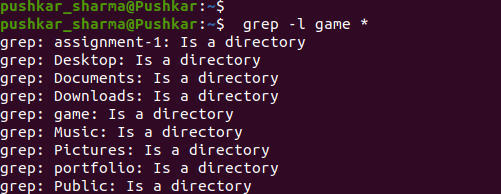 pushkar_sharma@Pushkar:~$
pushkar_sharma@Pushkar:~$  grep -l game *
grep: assignment-1: Is a directory
grep: Desktop: Is a directory
grep: Documents: Is a directory
grep: Downloads: Is a directory
grep: game: Is a directory
grep: Music: Is a directory
grep: Pictures: Is a directory
grep: portfolio: Is a directory
grep: Public: Is a directory